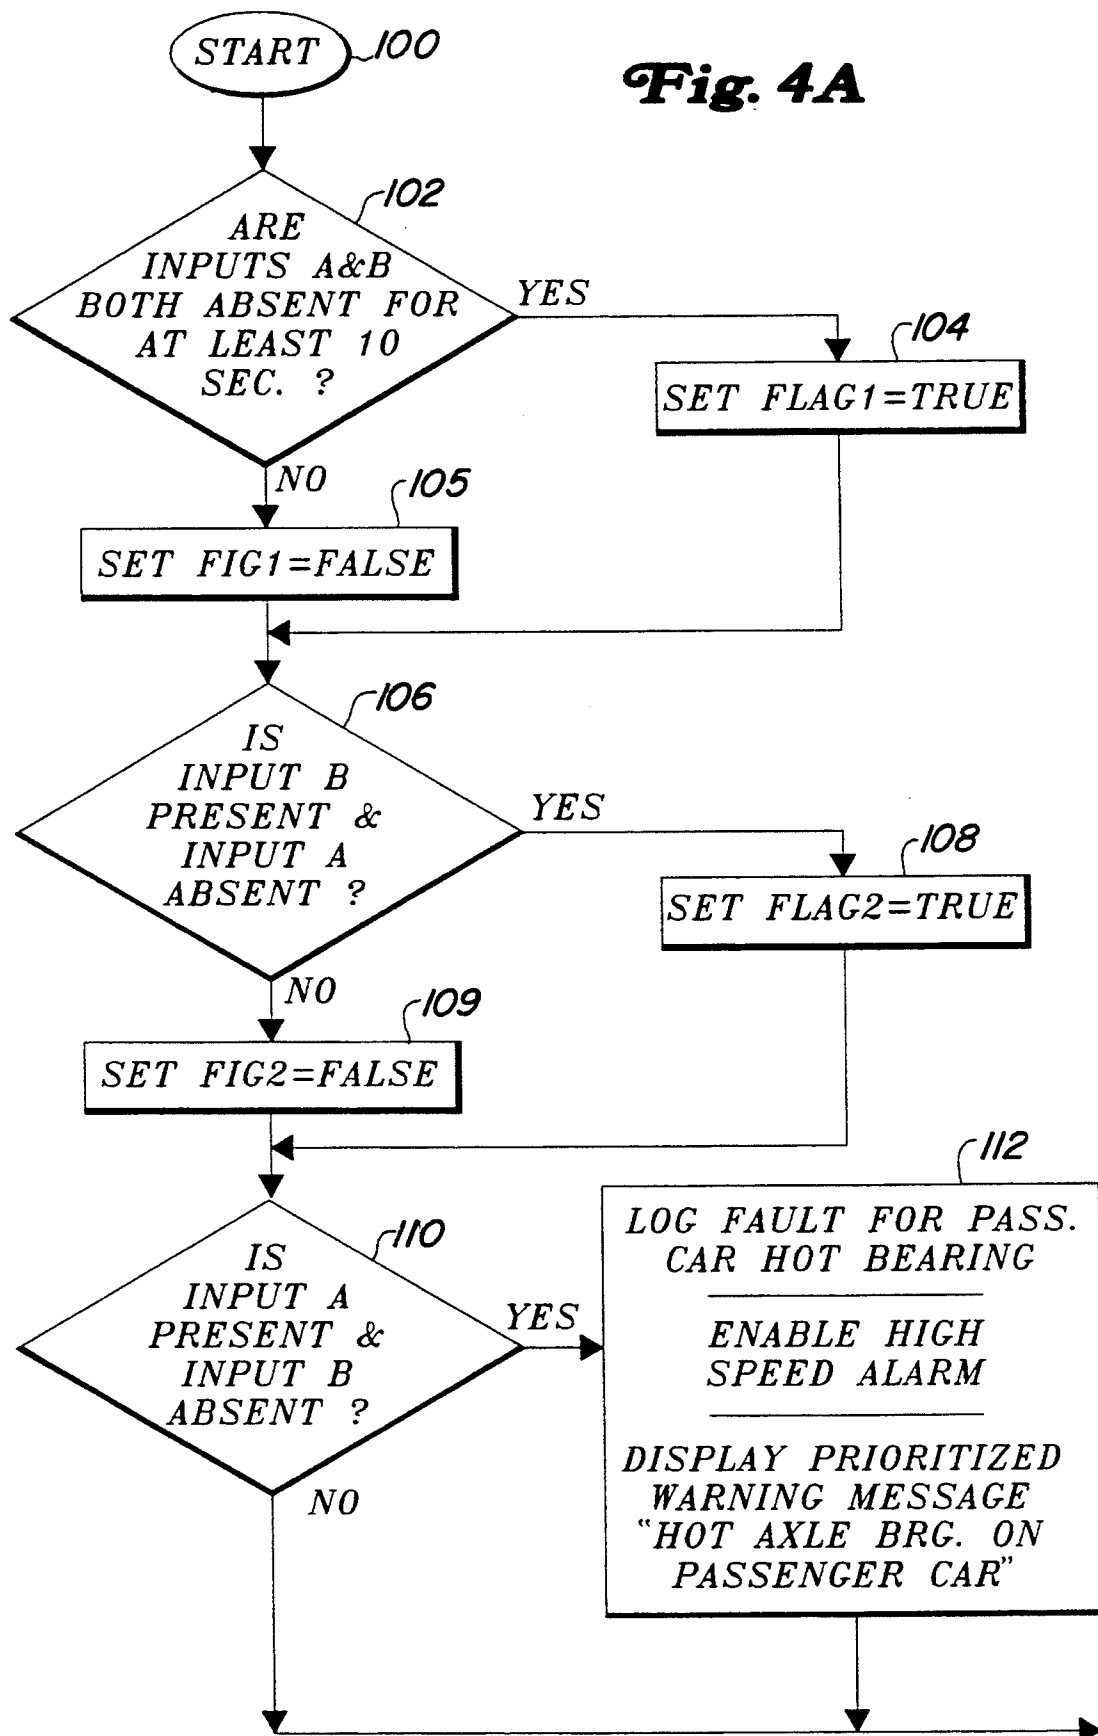 START
100
Fig. 4A
102
ARE
INPUTS A&B
BOTH ABSENT FOR
AT LEAST 10
SEC. ?
YES
104
SET FLAG1=TRUE
NO
105
SET FIG1=FALSE
106
IS
INPUT B
PRESENT &
INPUT A
ABSENT ?
YES
108
SET FLAG2=TRUE
NO
109
SET FIG2=FALSE
110
IS
INPUT A
PRESENT &
INPUT B
ABSENT ?
YES
NO
112
LOG FAULT FOR PASS.
CAR HOT BEARING
ENABLE HIGH
SPEED ALARM
DISPLAY PRIORITIZED
WARNING MESSAGE
"HOT AXLE BRG. ON
PASSENGER CAR"